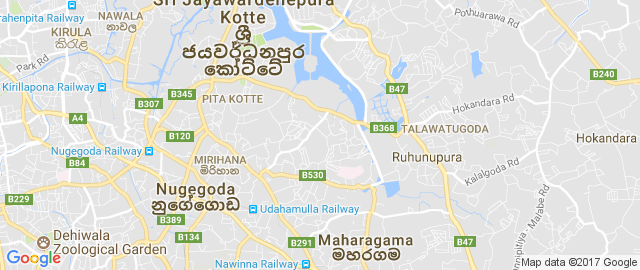 Sri Jayawardenepura
Kotte
ශ්‍රී
ජයවර්ධනපුර
කෝට්ටේ
NAWALA
නාවල
KIRULA
කිරුළ
Park Rd
Kirillapona Railway
Pothuarawa Rd
B240
B47
B345
B307
PITA KOTTE
Hokandara Rd
A4
B120
B368
TALAWATUGODA
Hokandara
Nugegoda Railway
MIRIHANA
මිරිහාන
Ruhunupura
Kalalgoda Rd
B530
Nugegoda
නුගේගොඩ
B229
B389
Udahamulla Railway
Dehiwala
Zoological Garden
B134
B291
Maharagama
මහරගම
B47
Nawinna Railway
Malabe Rd
Google
Map data ©2017 Google